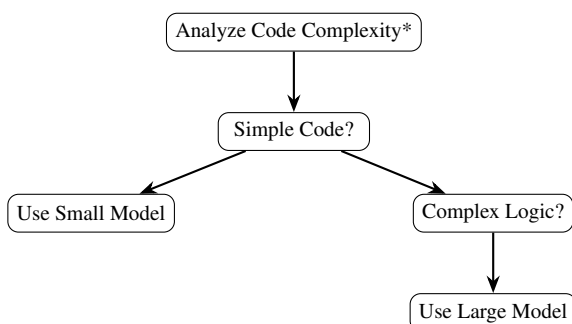 Analyze Code Complexity*
Simple Code?
Use Small Model
Complex Logic?
Use Large Model